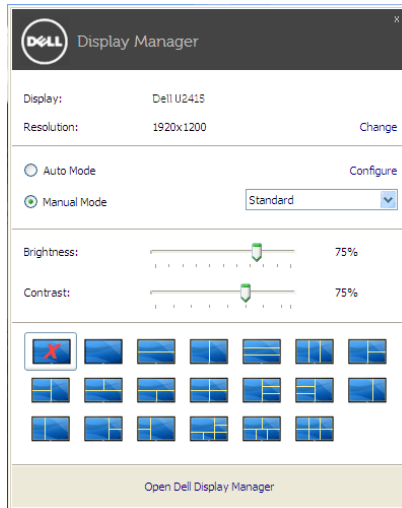 x
DELL Display Manager
Display: Dell U2415
Resolution: 1920x1200 Change
Auto Mode Configure
Manual Mode Standard
Brightness: 75%
Contrast: 75%
Open Dell Display Manager